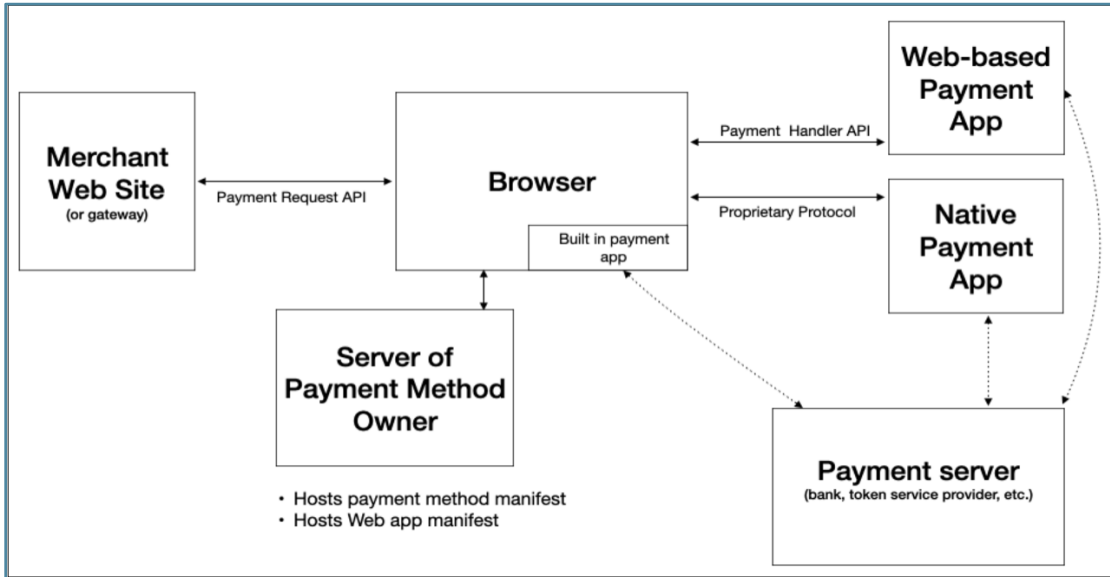 Merchant
Web Site
(or gateway)
Payment Request API
Browser
Built in payment
app
Payment Handler API
Proprietary Protocol
Web-based
Payment
App
Native
Payment
App
Server of
Payment Method
Owner
• Hosts payment method manifest
• Hosts Web app manifest
Payment server
(bank, token service provider, etc.)